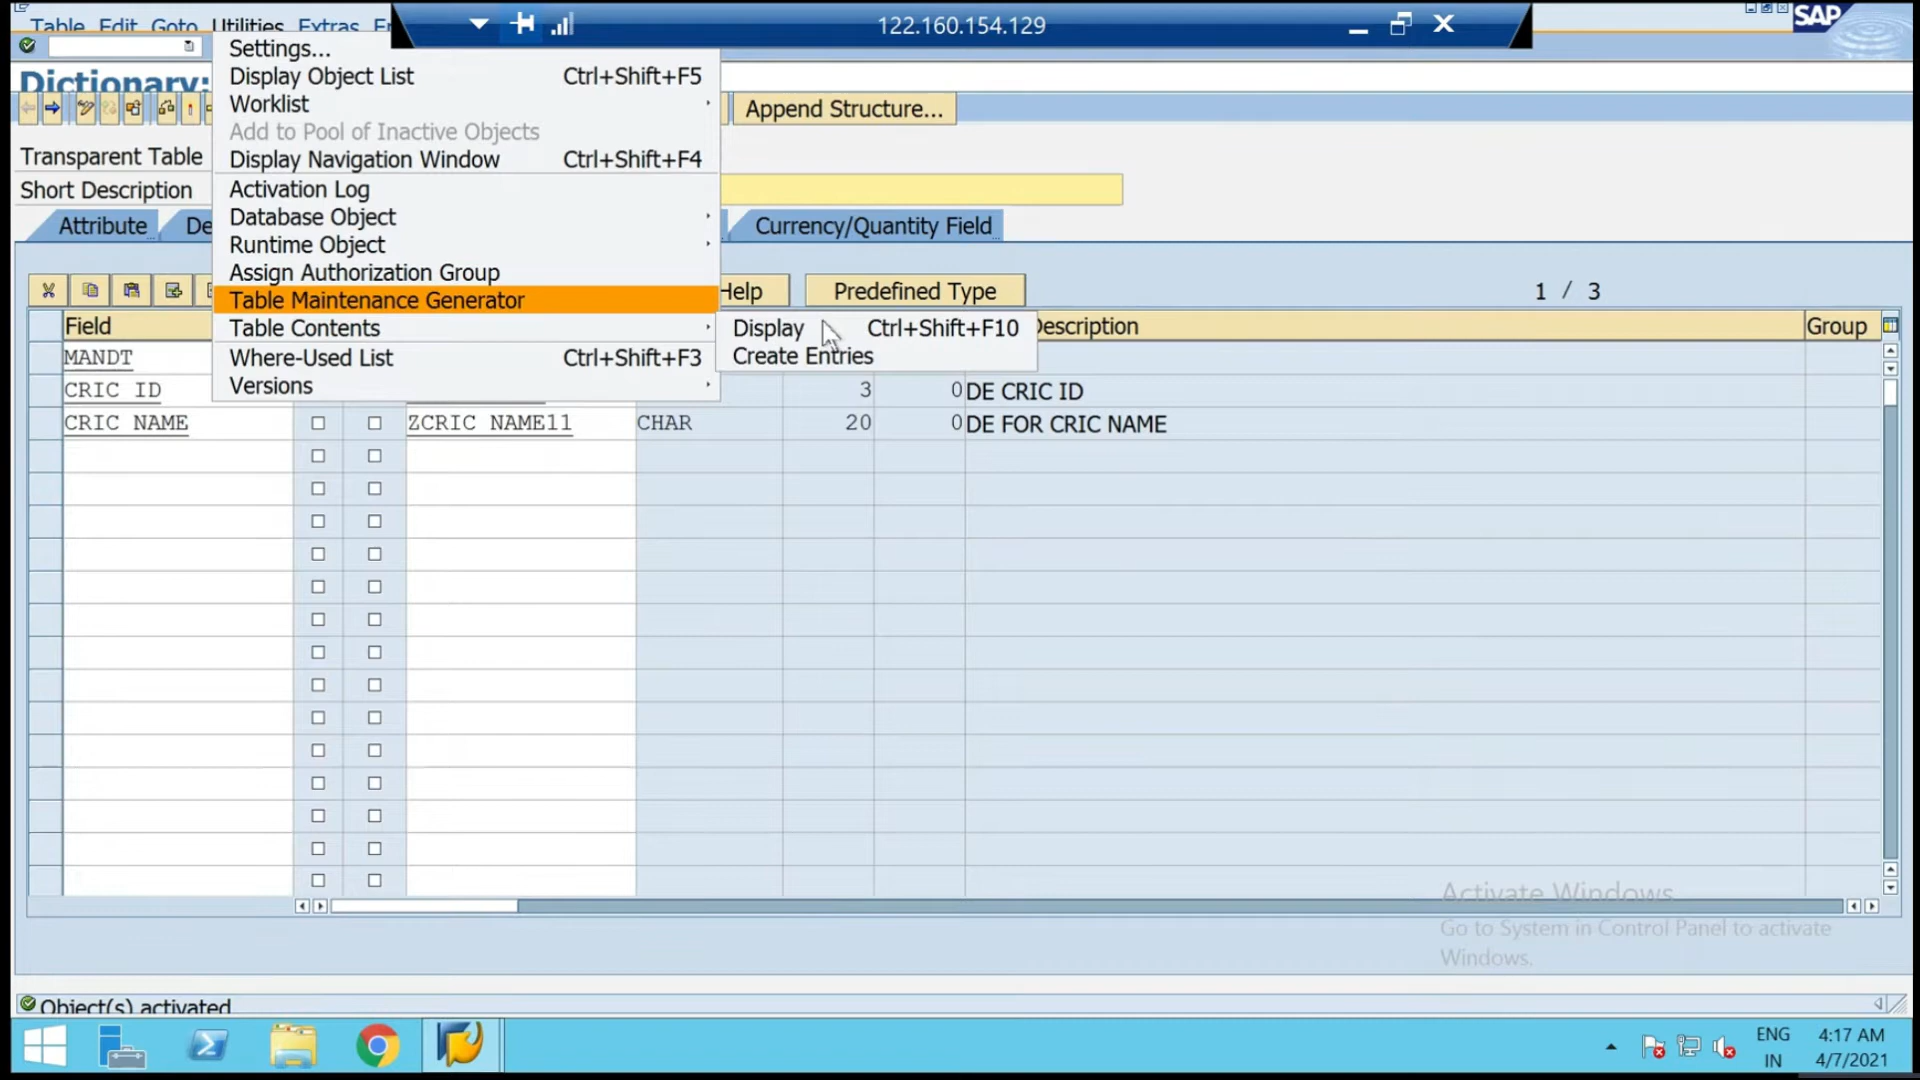 122.160.154.129
SAP
Table Edit Goto Utilities Extras
Settings...
Dictionary:
Display Object List Ctrl+Shift+F5
Worklist
Append Structure...
Add to Pool of Inactive Objects
Transparent Table
Display Navigation Window Ctrl+Shift+F4
Short Description
Activation Log
Database Object
Attribute De Currency/Quantity Field
Runtime Object
Assign Authorization Group
Table Maintenance Generator
Help Predefined Type 1 / 3
Field Description Group
Table Contents
Display Ctrl+Shift+F10
Create Entries
MANDT
Where-Used List Ctrl+Shift+F3
Versions
CRIC ID 3 0 DE CRIC ID
CRIC NAME ZCRIC NAME11 CHAR 20 0 DE FOR CRIC NAME
Activate Windows
Go to System in Control Panel to activate
Windows.
Object(s) activated
ENG 4:17 AM
IN 4/7/2021